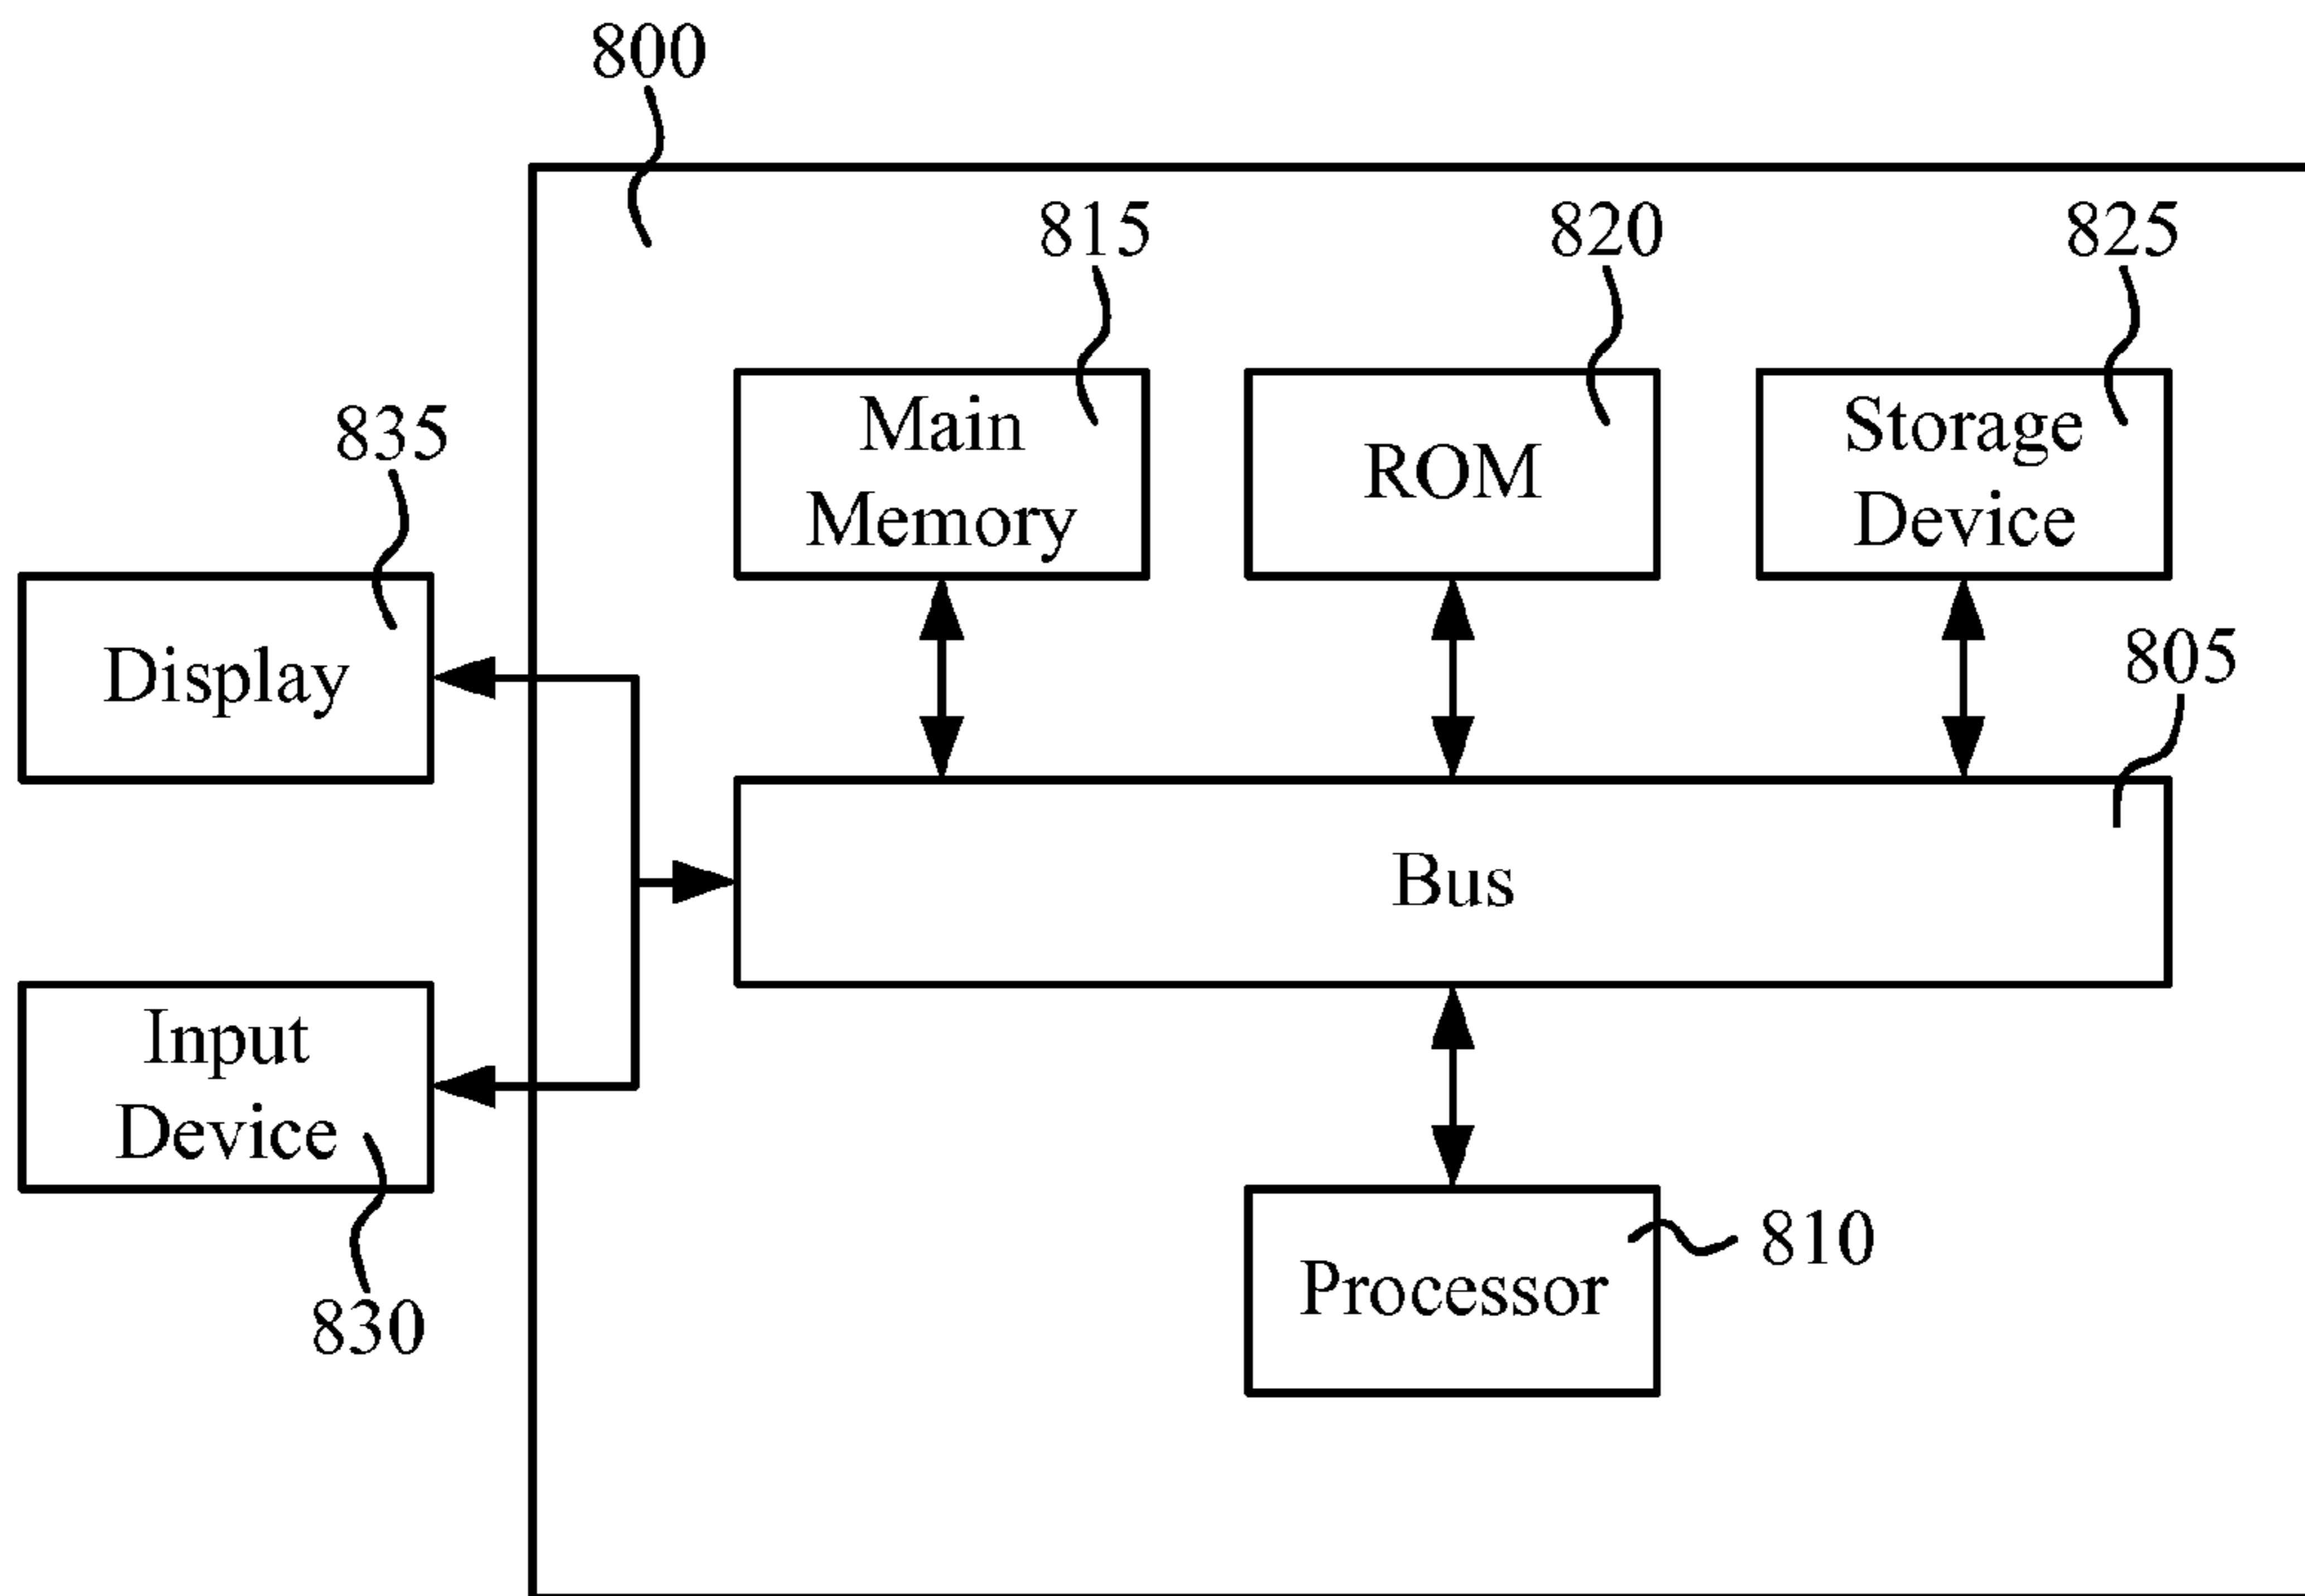 800
815
820
825
835
Main
Memory
ROM
Storage
Device
805
Display
Bus
Input
Device
830
810
Processor